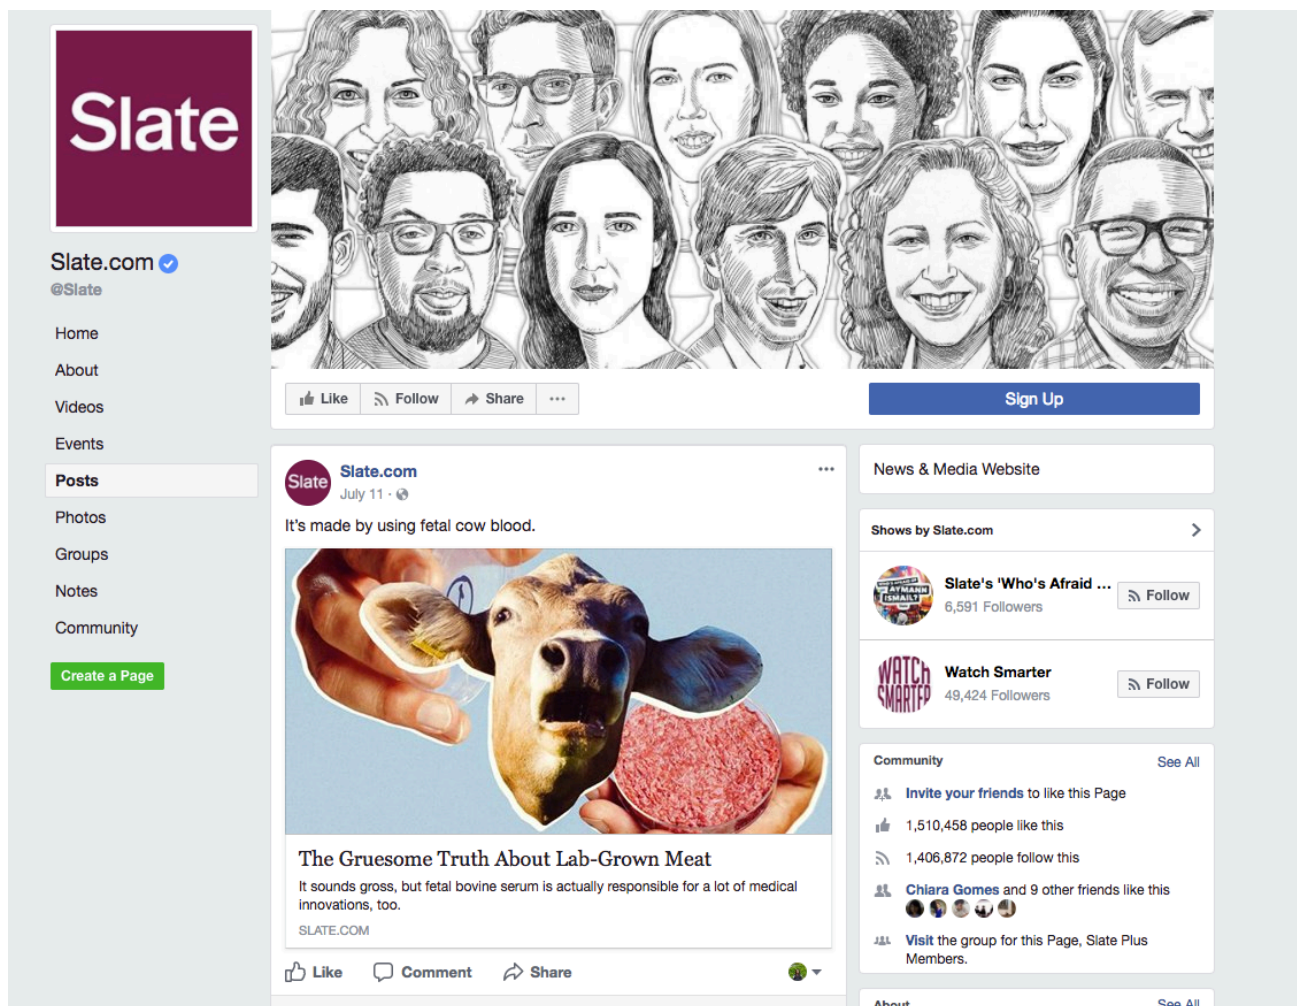 Slate
Slate.com
@Slate
Home
About
Videos
Events
Posts
Photos
Groups
Notes
Community
Create a Page
Like
Follow
Share
Sign Up
Slate
Slate.com
July 11
It's made by using fetal cow blood.
The Gruesome Truth About Lab-Grown Meat
It sounds gross, but fetal bovine serum is actually responsible for a lot of medical
innovations, too.
SLATE.COM
Like
Comment
Share
News & Media Website
Shows by Slate.com
AYMANN
ISMAIL?
Slate's 'Who's Afraid ...
6,591 Followers
Follow
WATCH
SMARTER
Watch Smarter
49,424 Followers
Follow
Community
See All
Invite your friends to like this Page
1,510,458 people like this
1,406,872 people follow this
Chiara Gomes and 9 other friends like this
Visit the group for this Page, Slate Plus
Members.
About
See All